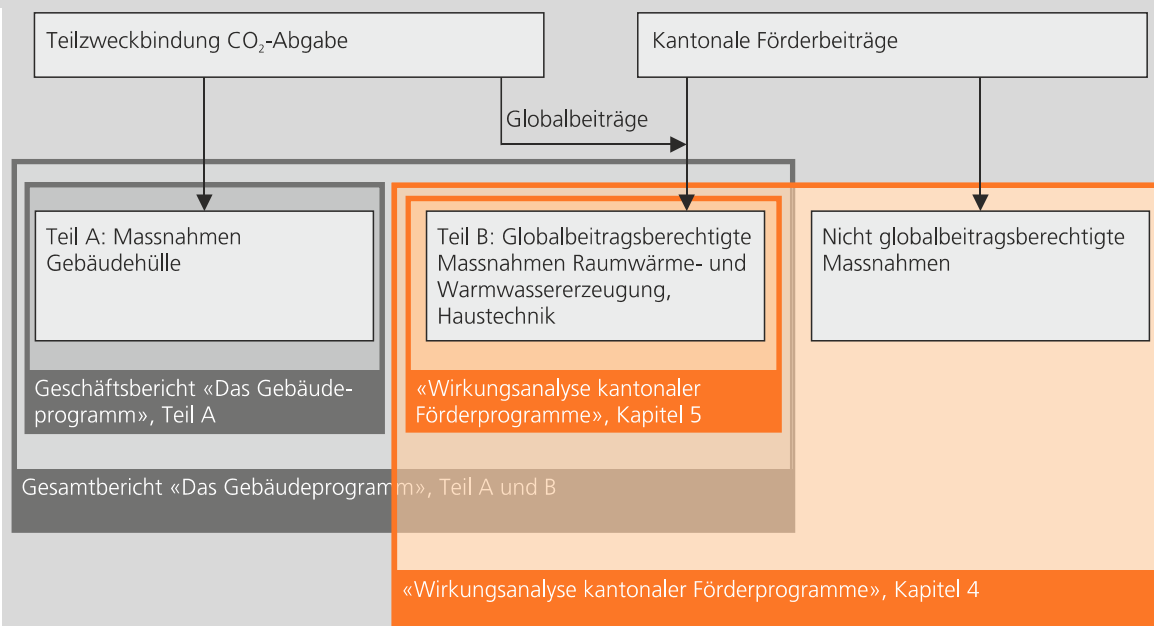 Teilzweckbindung CO₂-Abgabe
Kantonale Förderbeiträge
Globalbeiträge
Teil A: Massnahmen
Gebäudehülle
Teil B: Globalbeitragsberechtigte
Massnahmen Raumwärme- und
Warmwassererzeugung,
Haustechnik
Nicht globalbeitragsberechtigte
Massnahmen
Geschäftsbericht «Das Gebäude-
programm», Teil A
«Wirkungsanalyse kantonaler
Förderprogramme», Kapitel 5
Gesamtbericht «Das Gebäudeprogramm», Teil A und B
«Wirkungsanalyse kantonaler Förderprogramme», Kapitel 4